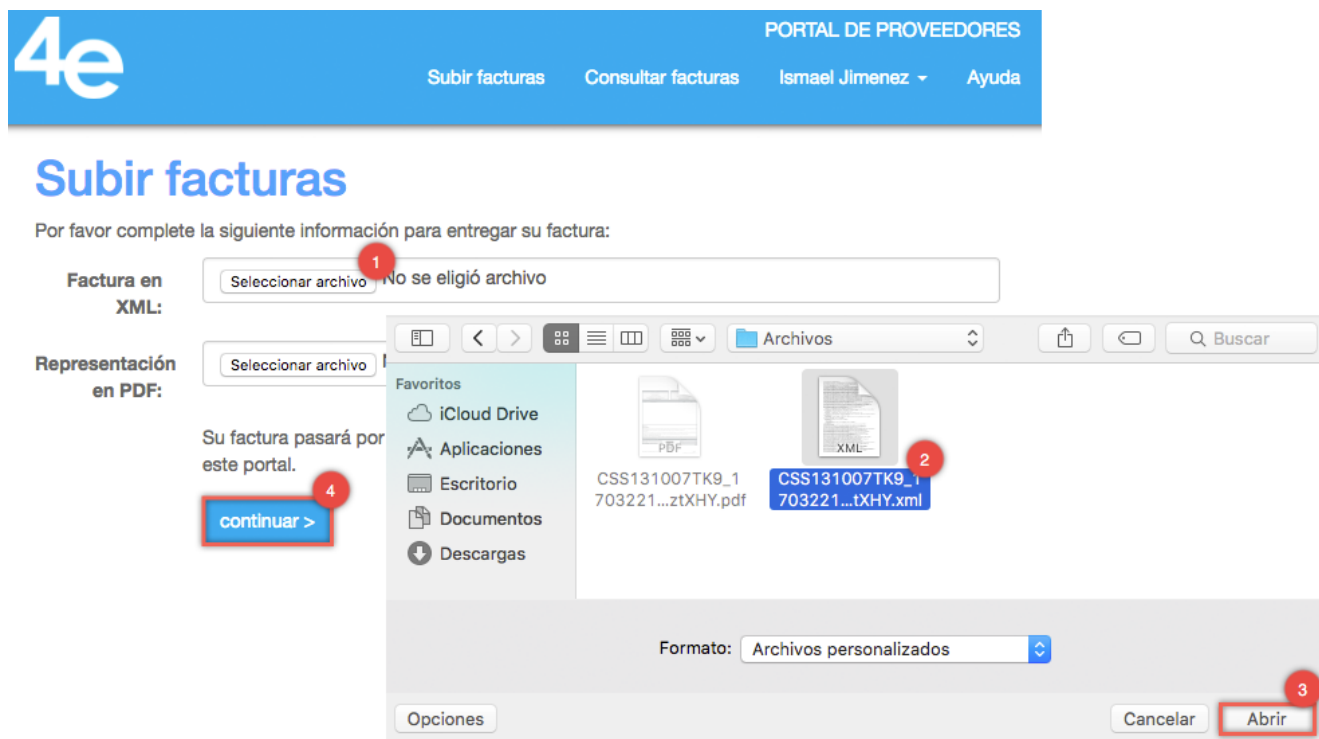 4e
PORTAL DE PROVEEDORES
Subir facturas Consultar facturas Ismael Jimenez Ayuda
Subir facturas
Por favor complete la siguiente información para entregar su factura:
1
Factura en
XML:
Seleccionar archivo No se eligió archivo
Representación
en PDF:
Seleccionar archivo
Su factura pasará por
este portal.
4
continuar >
Archivos
Buscar
Favoritos
iCloud Drive
Aplicaciones
Escritorio
Documentos
Descargas
PDF
CSS131007TK9_1
703221...ztXHY.pdf
XML
2
CSS131007TK9_1
703221...tXHY.xml
Formato: Archivos personalizados
3
Opciones Cancelar Abrir